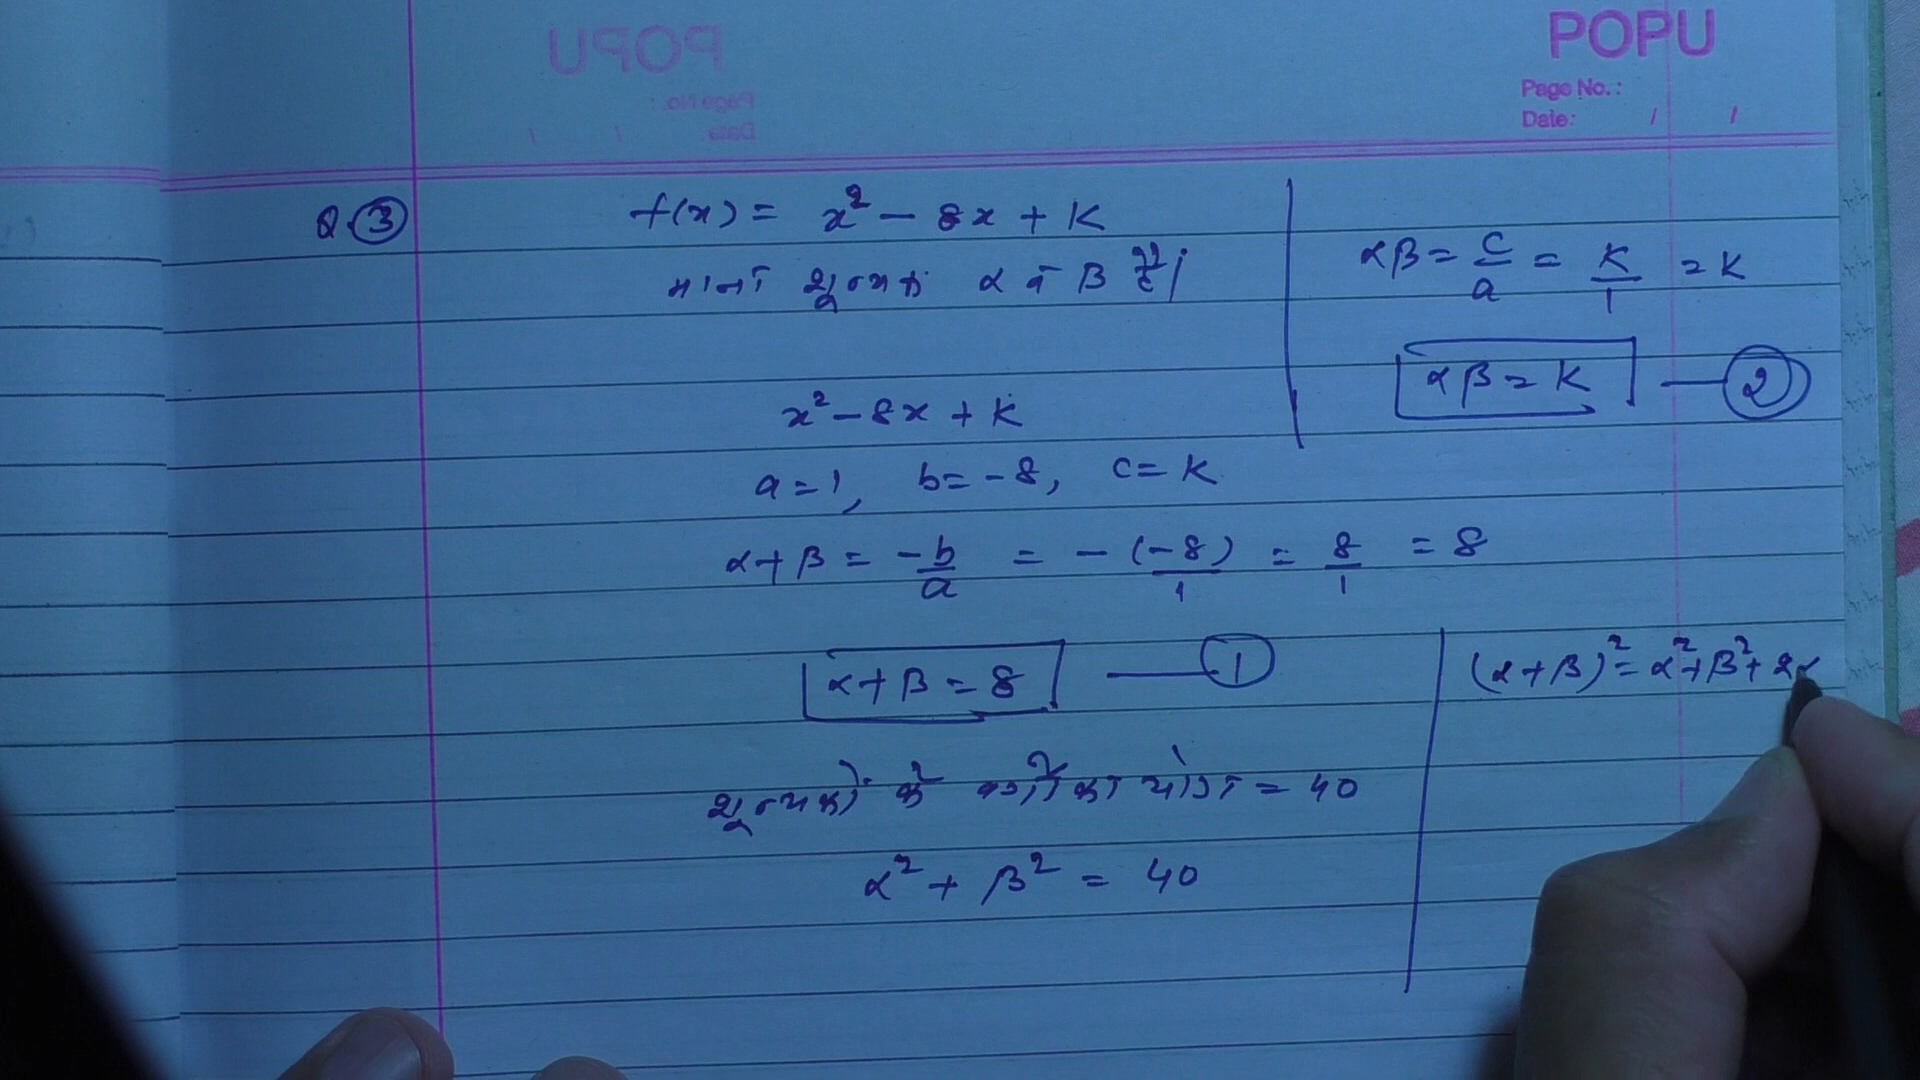 POPU
Page No.:
Date: / /
Q.③ f(x) = x² - 8x + K
माना शून्यक α व β हैं।
x² - 8x + K
a = 1, b = -8, c = K
α + β = -b/a = -(-8)/1 = 8/1 = 8
α + β = 8 — ①
शून्यकों के वर्गों का योग = 40
α² + β² = 40
αβ = c/a = K/1 = K
αβ = K — ②
(α + β)² = α² + β² + 2α